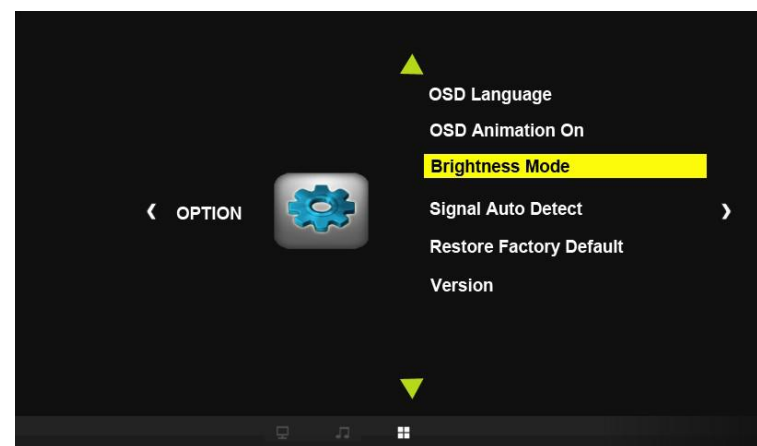 OPTION
OSD Language
OSD Animation On
Brightness Mode
Signal Auto Detect
Restore Factory Default
Version